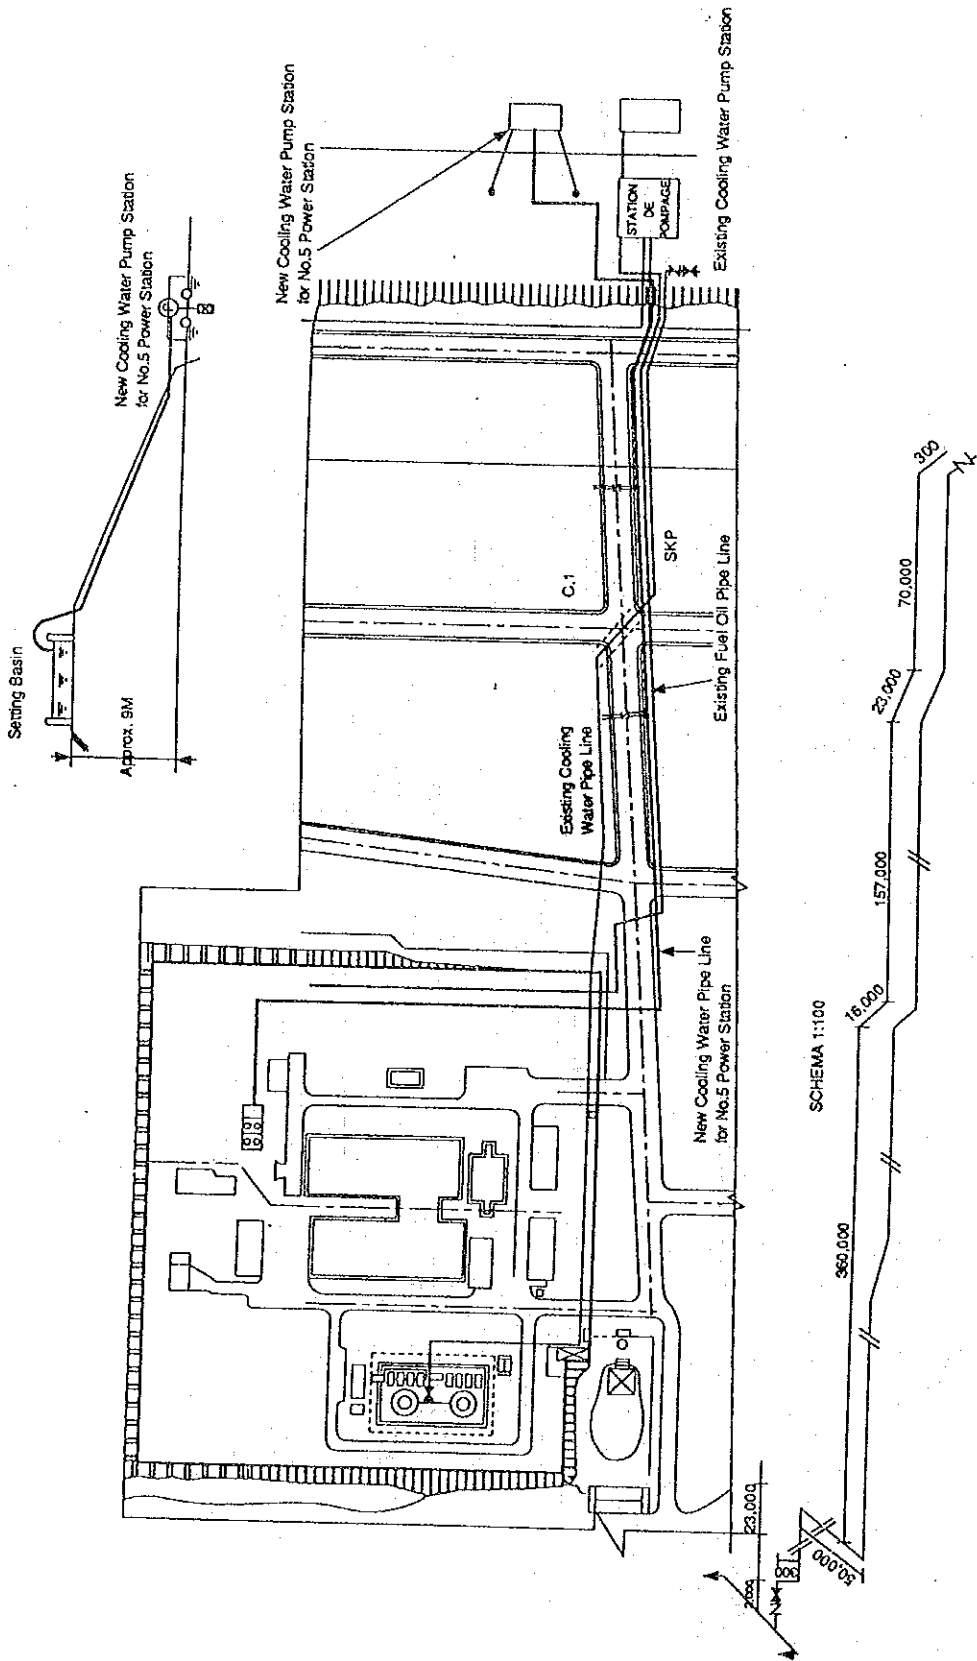 Setting Basin
Approx. 9M
New Cooling Water Pump Station
for No.5 Power Station
New Cooling Water Pump Station
for No.5 Power Station
STATION
DE
POMPAGE
Existing Cooling Water Pump Station
C.1
SKP
Existing Cooling
Water Pipe Line
Existing Fuel Oil Pipe Line
New Cooling Water Pipe Line
for No.5 Power Station
SCHEMA 1:100
23,000
50,000
360,000
16,000
157,000
23,000
70,000
300
N